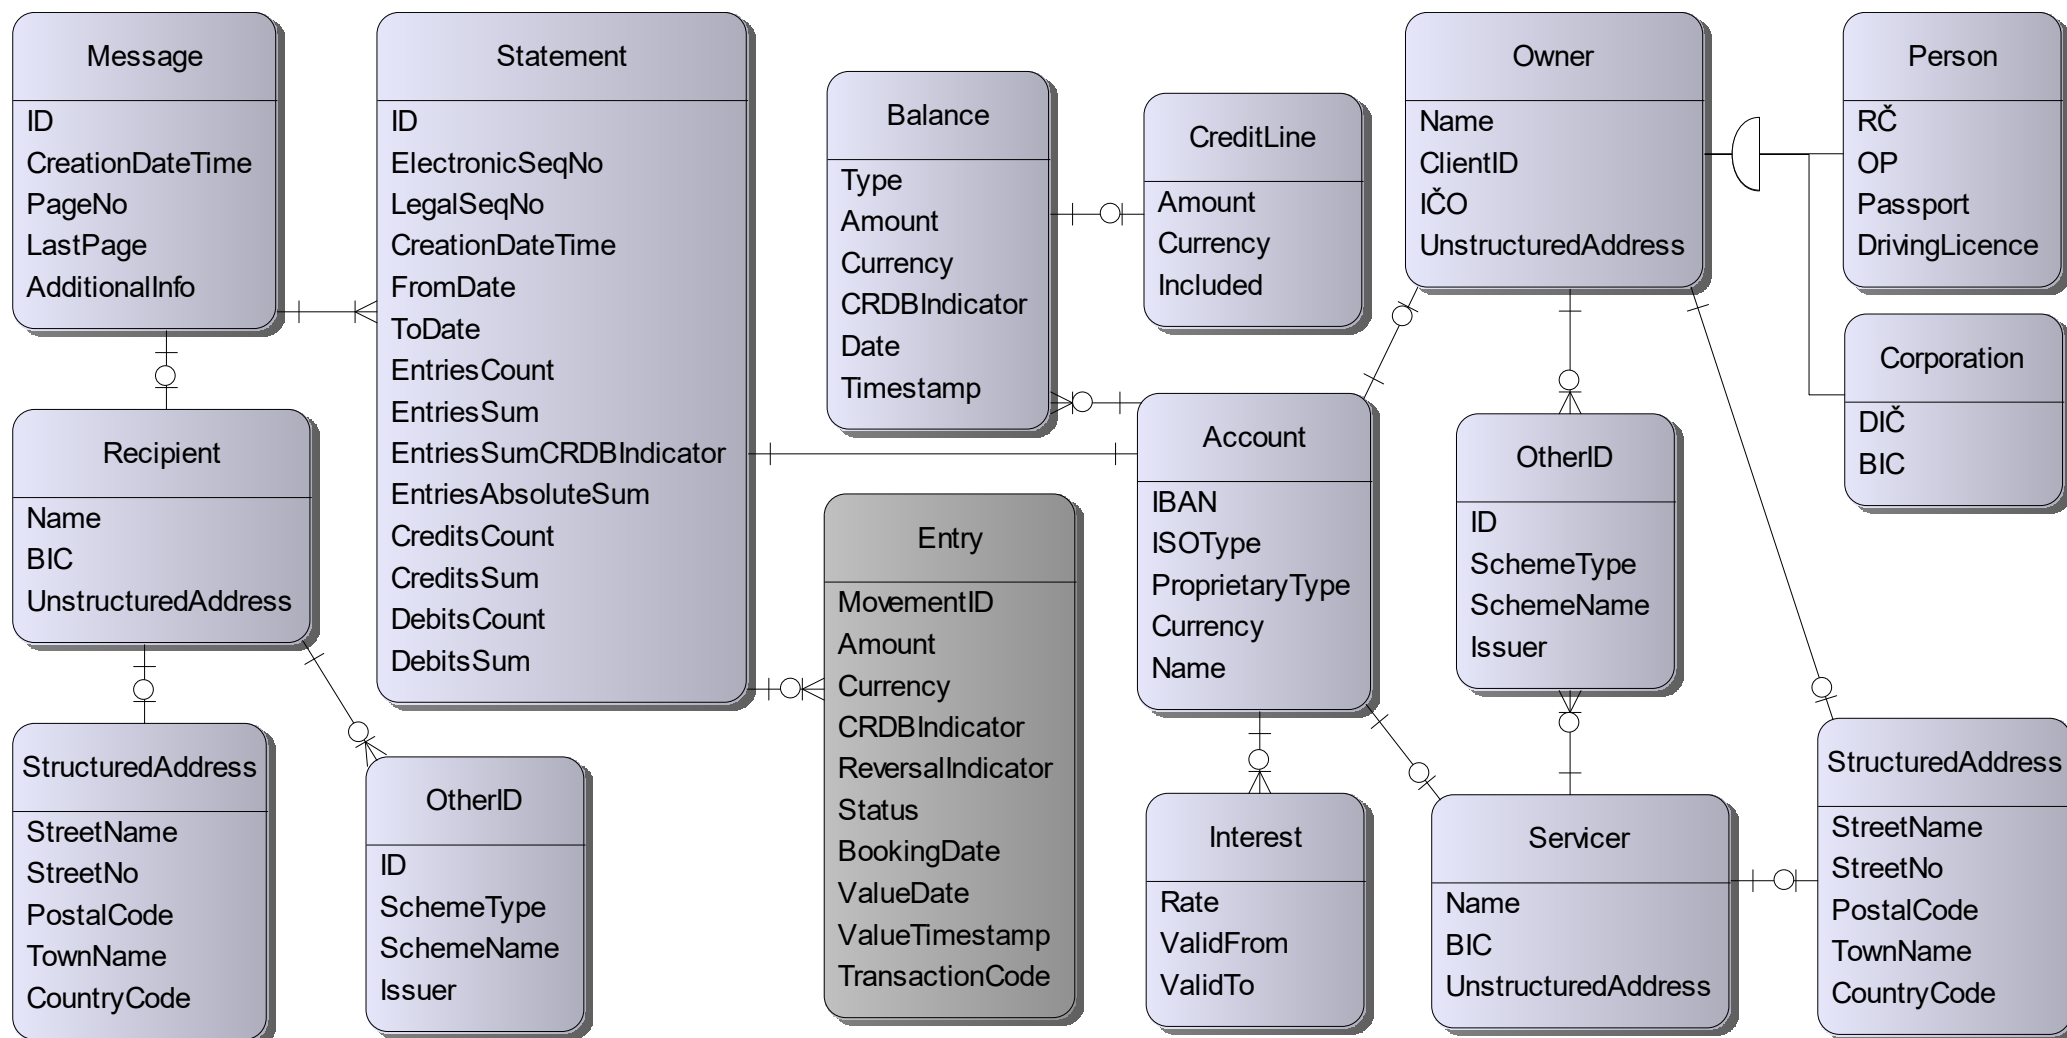 Message
ID
CreationDateTime
PageNo
LastPage
AdditionalInfo
Statement
ID
ElectronicSeqNo
LegalSeqNo
CreationDateTime
FromDate
ToDate
EntriesCount
EntriesSum
EntriesSumCRDBIndicator
EntriesAbsoluteSum
CreditsCount
CreditsSum
DebitsCount
DebitsSum
Balance
Type
Amount
Currency
CRDBIndicator
Date
Timestamp
CreditLine
Amount
Currency
Included
Owner
Name
ClientID
IČO
UnstructuredAddress
Person
RČ
OP
Passport
DrivingLicence
Corporation
DIČ
BIC
Recipient
Name
BIC
UnstructuredAddress
Account
IBAN
ISOType
ProprietaryType
Currency
Name
OtherID
ID
SchemeType
SchemeName
Issuer
Entry
MovementID
Amount
Currency
CRDBIndicator
ReversalIndicator
Status
BookingDate
ValueDate
ValueTimestamp
TransactionCode
StructuredAddress
StreetName
StreetNo
PostalCode
TownName
CountryCode
OtherID
ID
SchemeType
SchemeName
Issuer
Interest
Rate
ValidFrom
ValidTo
Servicer
Name
BIC
UnstructuredAddress
StructuredAddress
StreetName
StreetNo
PostalCode
TownName
CountryCode